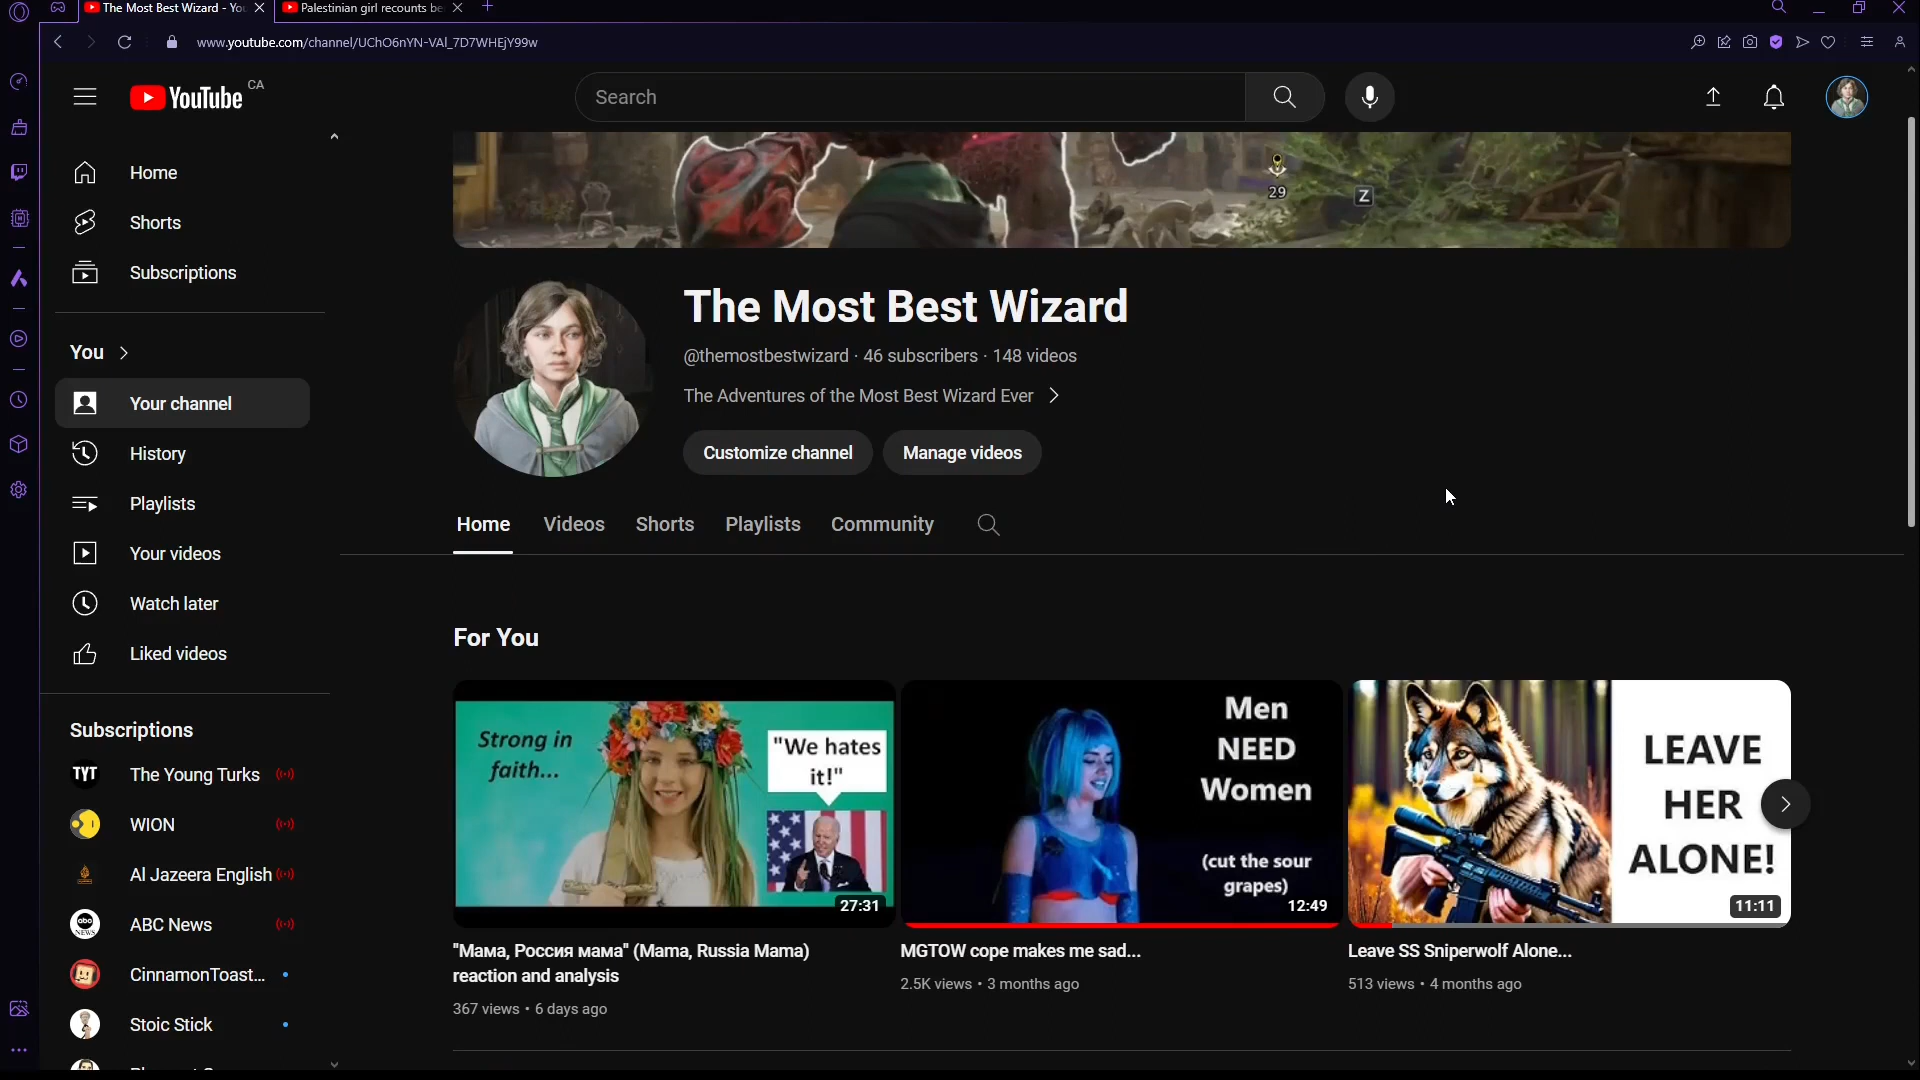 The Most Best Wizard - Yo
Palestinian girl recounts be
www.youtube.com/channel/UChO6nYN-VAl_7D7WHEjY99w
YouTube CA
Search
Home
Shorts
Subscriptions
You
Your channel
History
Playlists
Your videos
Watch later
Liked videos
Subscriptions
TYT
The Young Turks
WION
Al Jazeera English
abc NEWS
ABC News
CinnamonToast...
Stoic Stick
29
Z
The Most Best Wizard
@themostbestwizard · 46 subscribers · 148 videos
The Adventures of the Most Best Wizard Ever
Customize channel
Manage videos
Home
Videos
Shorts
Playlists
Community
For You
Strong in
faith...
"We hates
it!"
27:31
"Мама, Россия мама" (Mama, Russia Mama)
reaction and analysis
367 views · 6 days ago
Men
NEED
Women
(cut the sour
grapes)
12:49
MGTOW cope makes me sad...
2.5K views · 3 months ago
LEAVE
HER
ALONE!
11:11
Leave SS Sniperwolf Alone...
513 views · 4 months ago